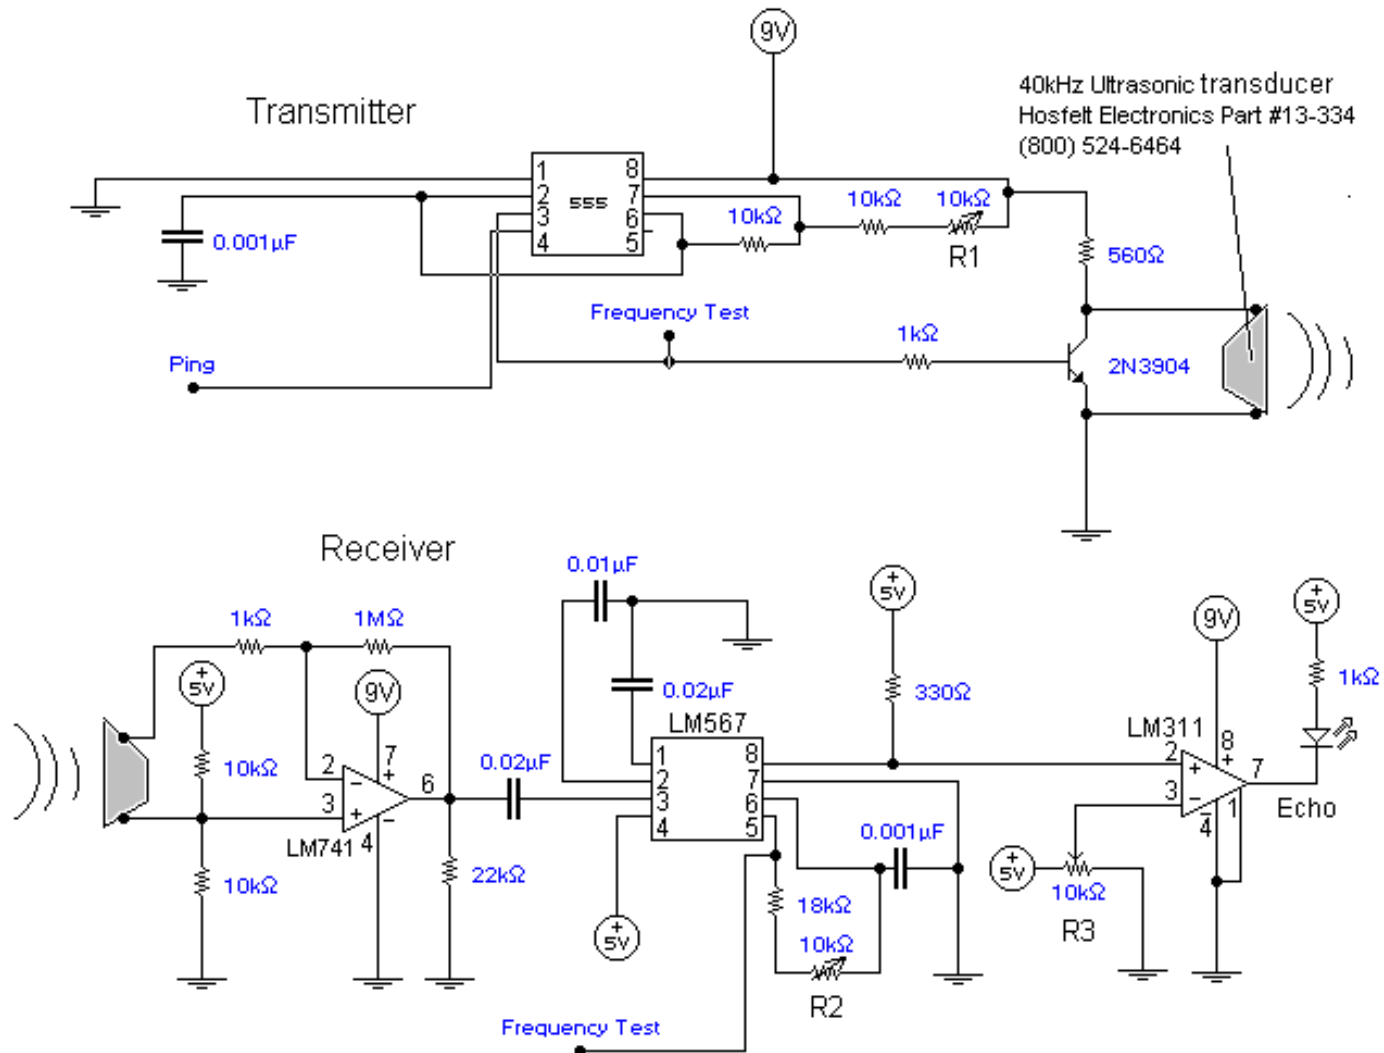 9V
Transmitter
40kHz Ultrasonic transducer
Hosfelt Electronics Part #13-334
(800) 524-6464
1 8
2 7
3 6
4 5
555
10kΩ
10kΩ
10kΩ
R1
0.001µF
560Ω
Frequency Test
1kΩ
2N3904
Ping
Receiver
0.01µF
+
5V
+
5V
9V
1kΩ
1MΩ
+
5V
9V
0.02µF
330Ω
1kΩ
LM567
LM311
10kΩ
0.02µF
2
-
7
+
6
3
+
4
-
LM741
1 8
2 7
3 6
4 5
2
+
8
+
7
3
-
4
-
1
Echo
0.001µF
10kΩ
22kΩ
+
5V
18kΩ
10kΩ
R2
+
5V
10kΩ
R3
Frequency Test